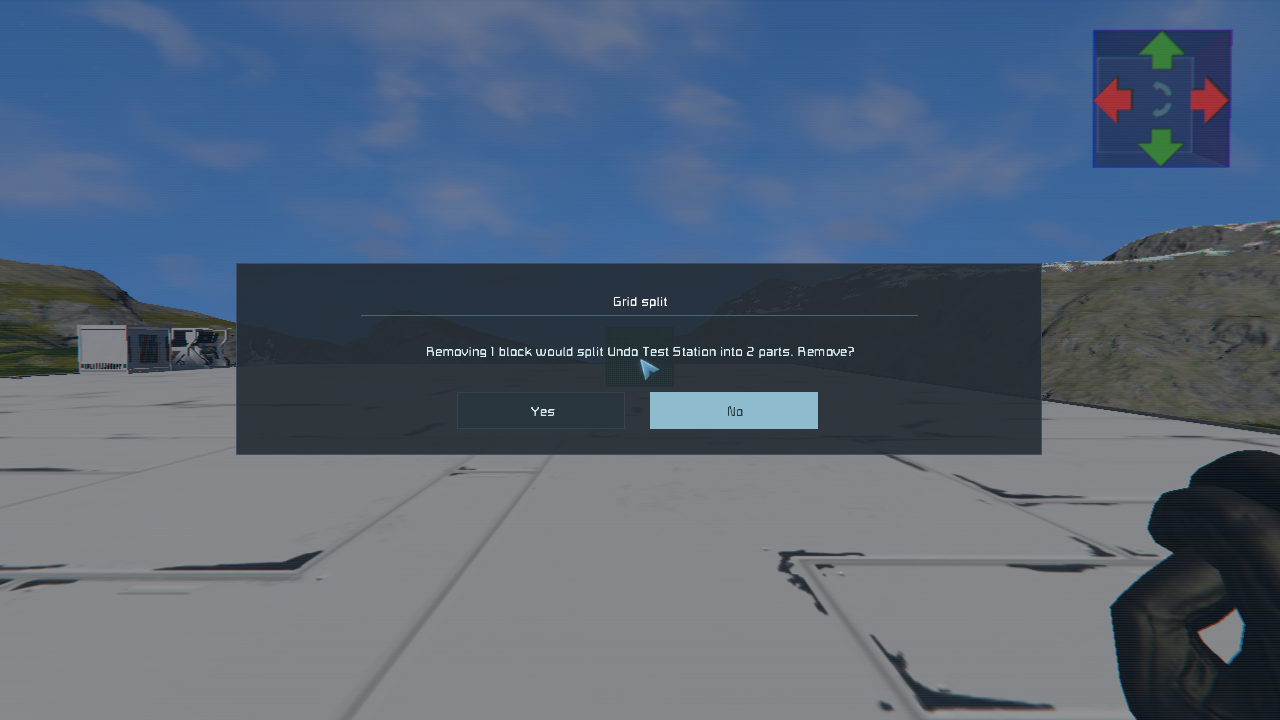 Grid split
Removing 1 block would split Undo Test Station into 2 parts. Remove?
Yes
No